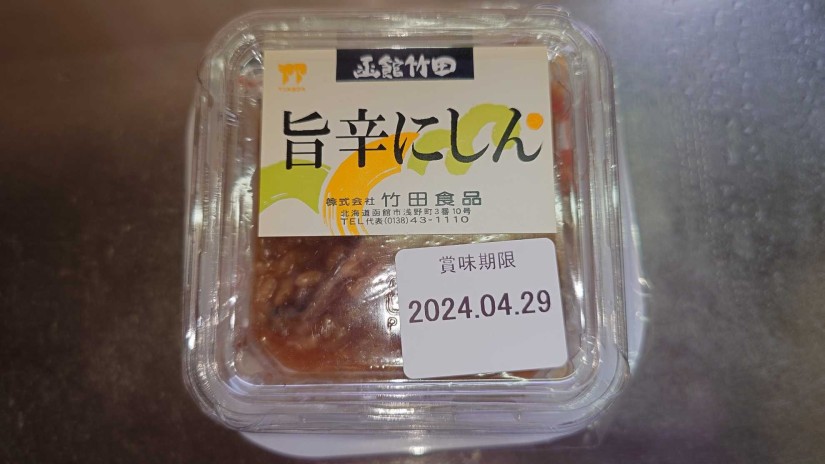 函館竹田
旨辛にしん
株式会社 竹田食品
北海道函館市浅野町3番10号
TEL代表(0138)43-1110
賞味期限
2024.04.29